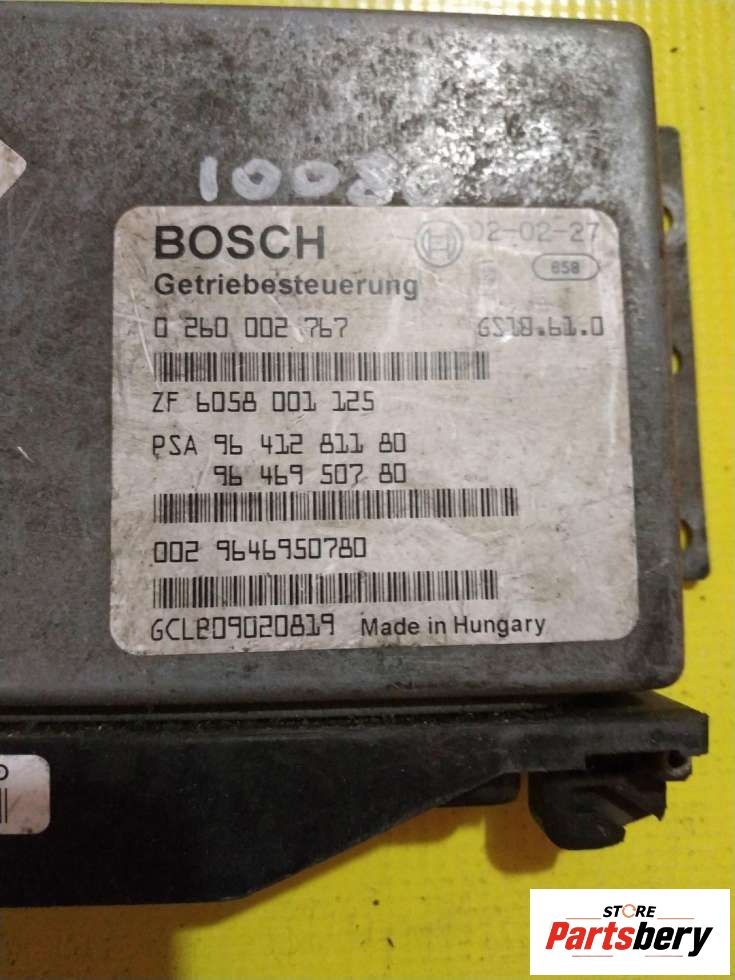 10080
BOSCH
02-02-27
Getriebesteuerung
658
0 260 002 767 GS18.61.0
ZF 6058 001 125
PSA 96 412 811 80
96 469 507 80
002 9646950780
Made in Hungary
STORE
Partsbery